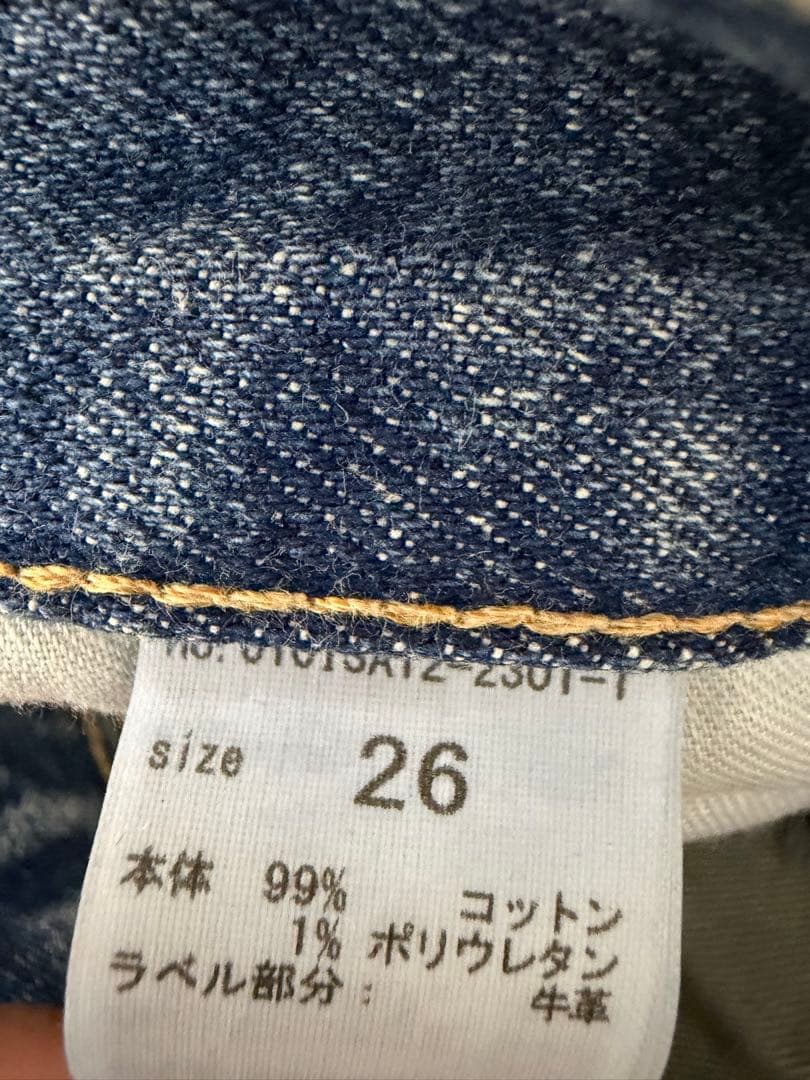 size 26
本体 99% コットン
1% ポリウレタン
ラベル部分: 牛革